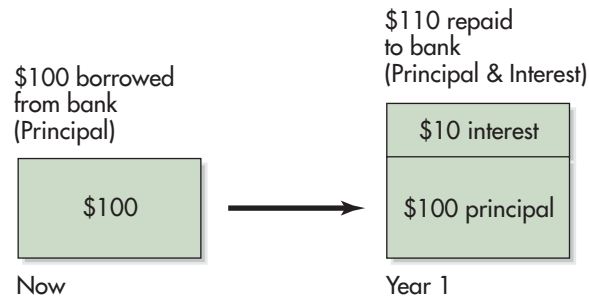 $100 borrowed
from bank
(Principal)
$100
Now
$110 repaid
to bank
(Principal & Interest)
$10 interest
$100 principal
Year 1